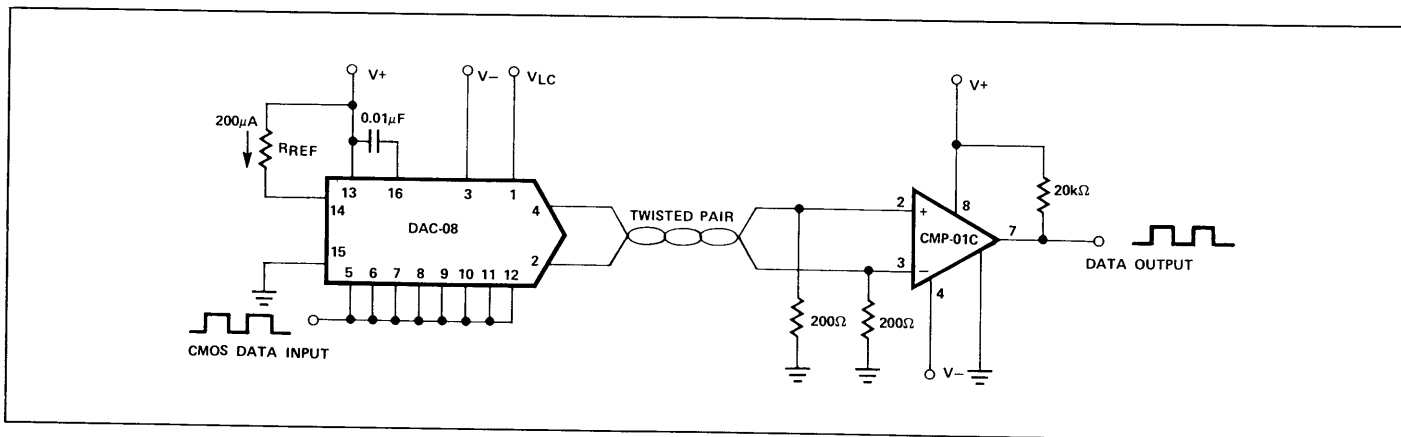 V+
V−
VLC
200µA
RREF
0.01µF
13
16
3
1
14
DAC-08
4
15
2
5 6 7 8 9 10 11 12
CMOS DATA INPUT
TWISTED PAIR
200Ω
200Ω
V+
20kΩ
2
+
8
CMP-01C
7
3
−
4
V−
DATA OUTPUT